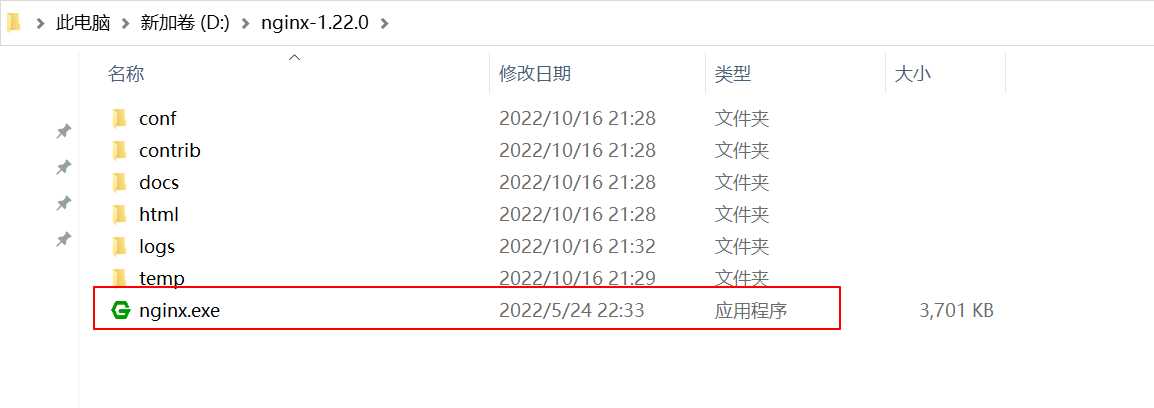 此电脑 新加卷 (D:) nginx-1.22.0
名称 修改日期 类型 大小
conf 2022/10/16 21:28 文件夹
contrib 2022/10/16 21:28 文件夹
docs 2022/10/16 21:28 文件夹
html 2022/10/16 21:28 文件夹
logs 2022/10/16 21:32 文件夹
temp 2022/10/16 21:29 文件夹
nginx.exe 2022/5/24 22:33 应用程序 3,701 KB